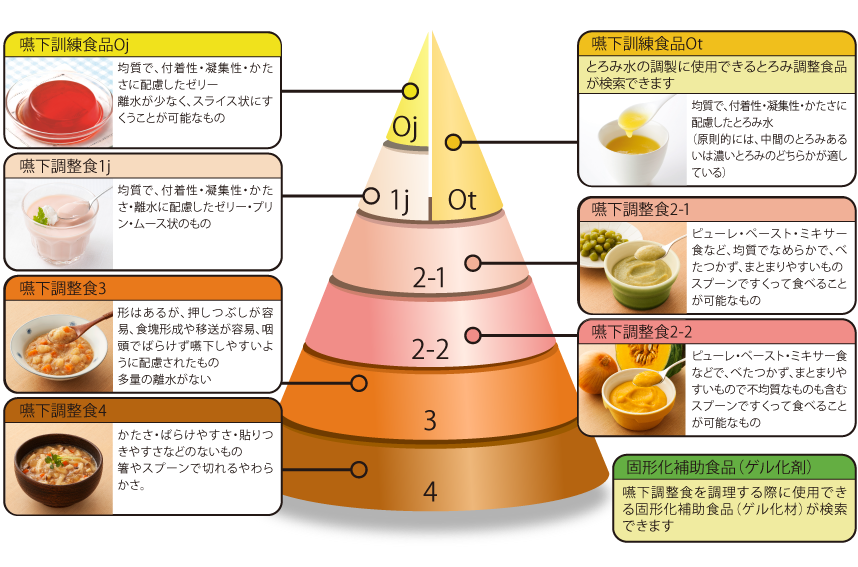 嚥下訓練食品Oj
均質で、付着性・凝集性・かた
さに配慮したゼリー
離水が少なく、スライス状にす
くうことが可能なもの
嚥下調整食1j
均質で、付着性・凝集性・かた
さ・離水に配慮したゼリー・プリ
ン・ムース状のもの
嚥下調整食3
形はあるが、押しつぶしが容
易、食塊形成や移送が容易、咽
頭でばらけず嚥下しやすいよう
に配慮されたもの
多量の離水がない
嚥下調整食4
かたさ・ばらけやすさ・貼りつ
きやすさなどのないもの
箸やスプーンで切れるやわら
かさ。
Oj
1j
Ot
2-1
2-2
3
4
嚥下訓練食品Ot
とろみ水の調製に使用できるとろみ調整食品
が検索できます
均質で、付着性・凝集性・かたさに
配慮したとろみ水
（原則的には、中間のとろみある
いは濃いとろみのどちらかが適し
ている）
嚥下調整食2-1
ピューレ・ペースト・ミキサー
食など、均質でなめらかで、べ
たつかず、まとまりやすいもの
スプーンですくって食べること
が可能なもの
嚥下調整食2-2
ピューレ・ペースト・ミキサー食
などで、べたつかず、まとまりや
すいもので不均質なものも含む
スプーンですくって食べること
が可能なもの
固形化補助食品（ゲル化剤）
嚥下調整食を調理する際に使用でき
る固形化補助食品（ゲル化材）が検索
できます